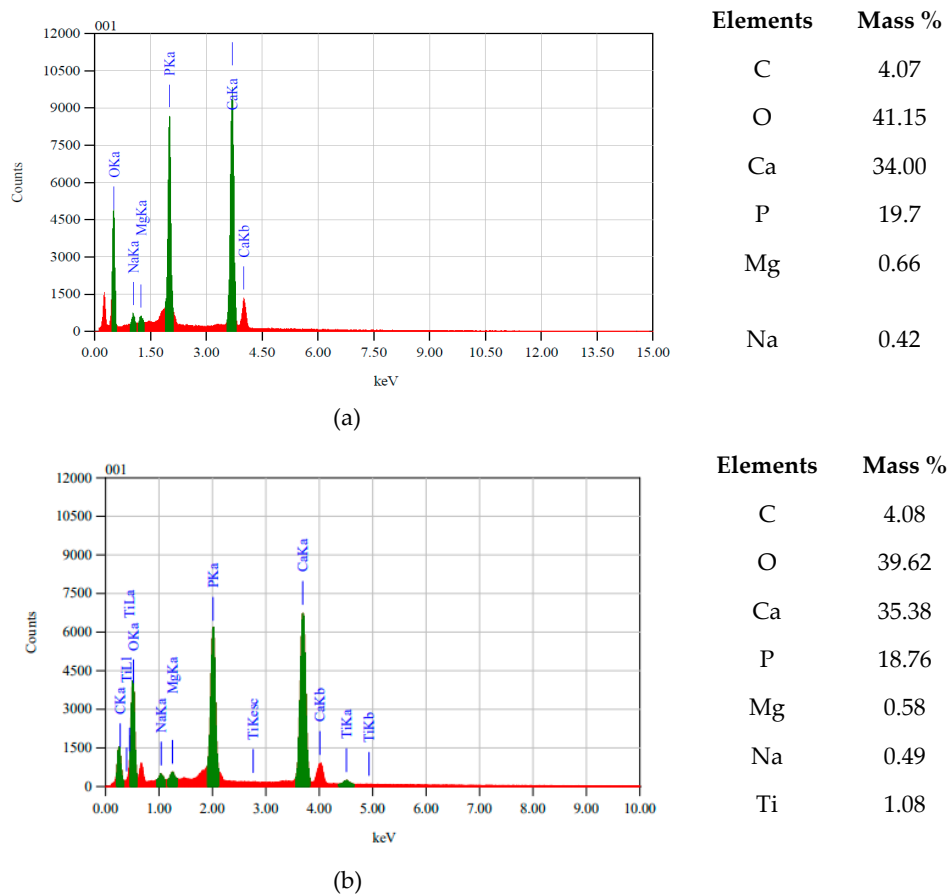 001
12000
10500
9000
7500
6000
4500
3000
1500
0
Counts
OKa
NaKa
MgKa
PKa
CaKa
CaKb
0.00 1.50 3.00 4.50 6.00 7.50 9.00 10.50 12.00 13.50 15.00
keV
Elements Mass %
C 4.07
O 41.15
Ca 34.00
P 19.7
Mg 0.66
Na 0.42
(a)
001
12000
10500
9000
7500
6000
4500
3000
1500
0
Counts
CKa
TiLl
OKa TiLa
NaKa
MgKa
PKa
TiKesc
CaKa
CaKb
TiKa
TiKb
0.00 1.00 2.00 3.00 4.00 5.00 6.00 7.00 8.00 9.00 10.00
keV
Elements Mass %
C 4.08
O 39.62
Ca 35.38
P 18.76
Mg 0.58
Na 0.49
Ti 1.08
(b)